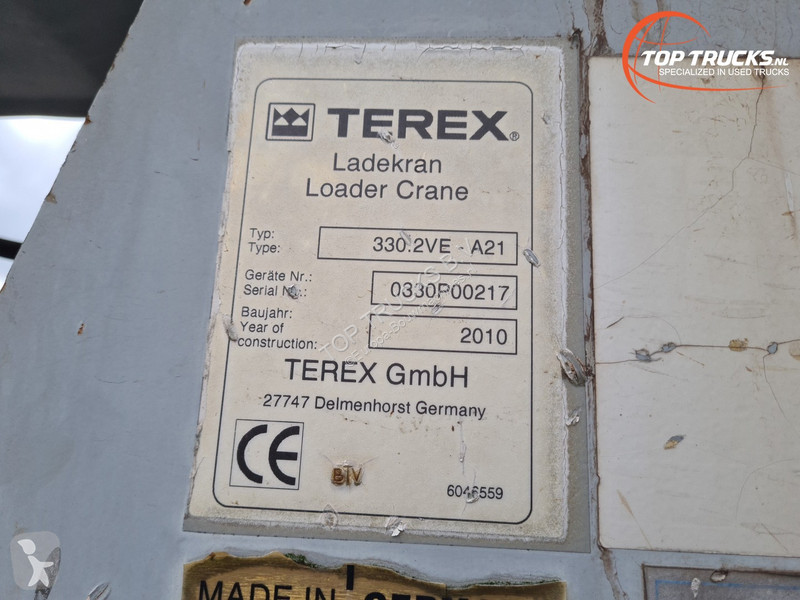 TOP TRUCKS.NL
SPECIALIZED IN USED TRUCKS
TEREX®
Ladekran
Loader Crane
Typ:
Type: 330.2VE - A21
Geräte Nr.:
Serial No.: 0330P00217
Baujahr:
Year of
construction: 2010
TEREX GmbH
27747 Delmenhorst Germany
CE
BTV
6046559
MADE IN